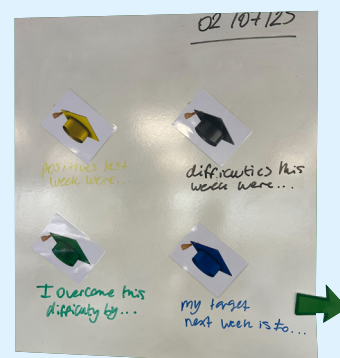 02/07/25
positives last
week were...
difficulties this
week were...
I overcame this
difficulty by...
my target
next week is to...